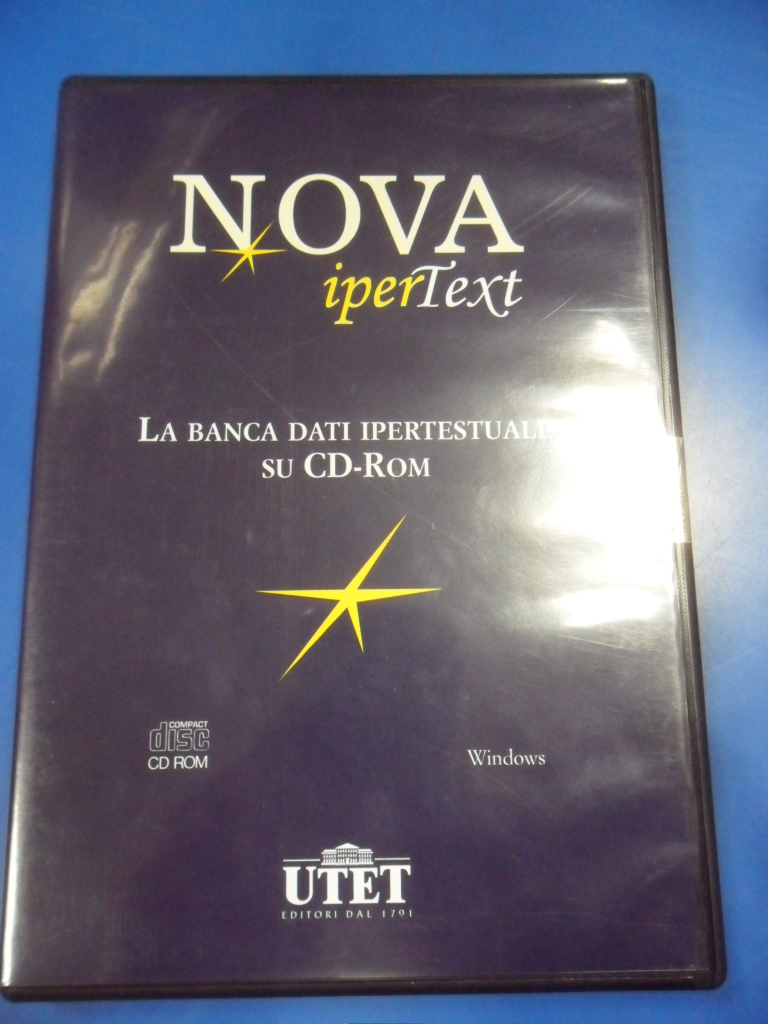 NOVA
iperText
LA BANCA DATI IPERTESTUALE
SU CD-ROM
COMPACT
disc
CD ROM
Windows
UTET
EDITORI DAL 1791